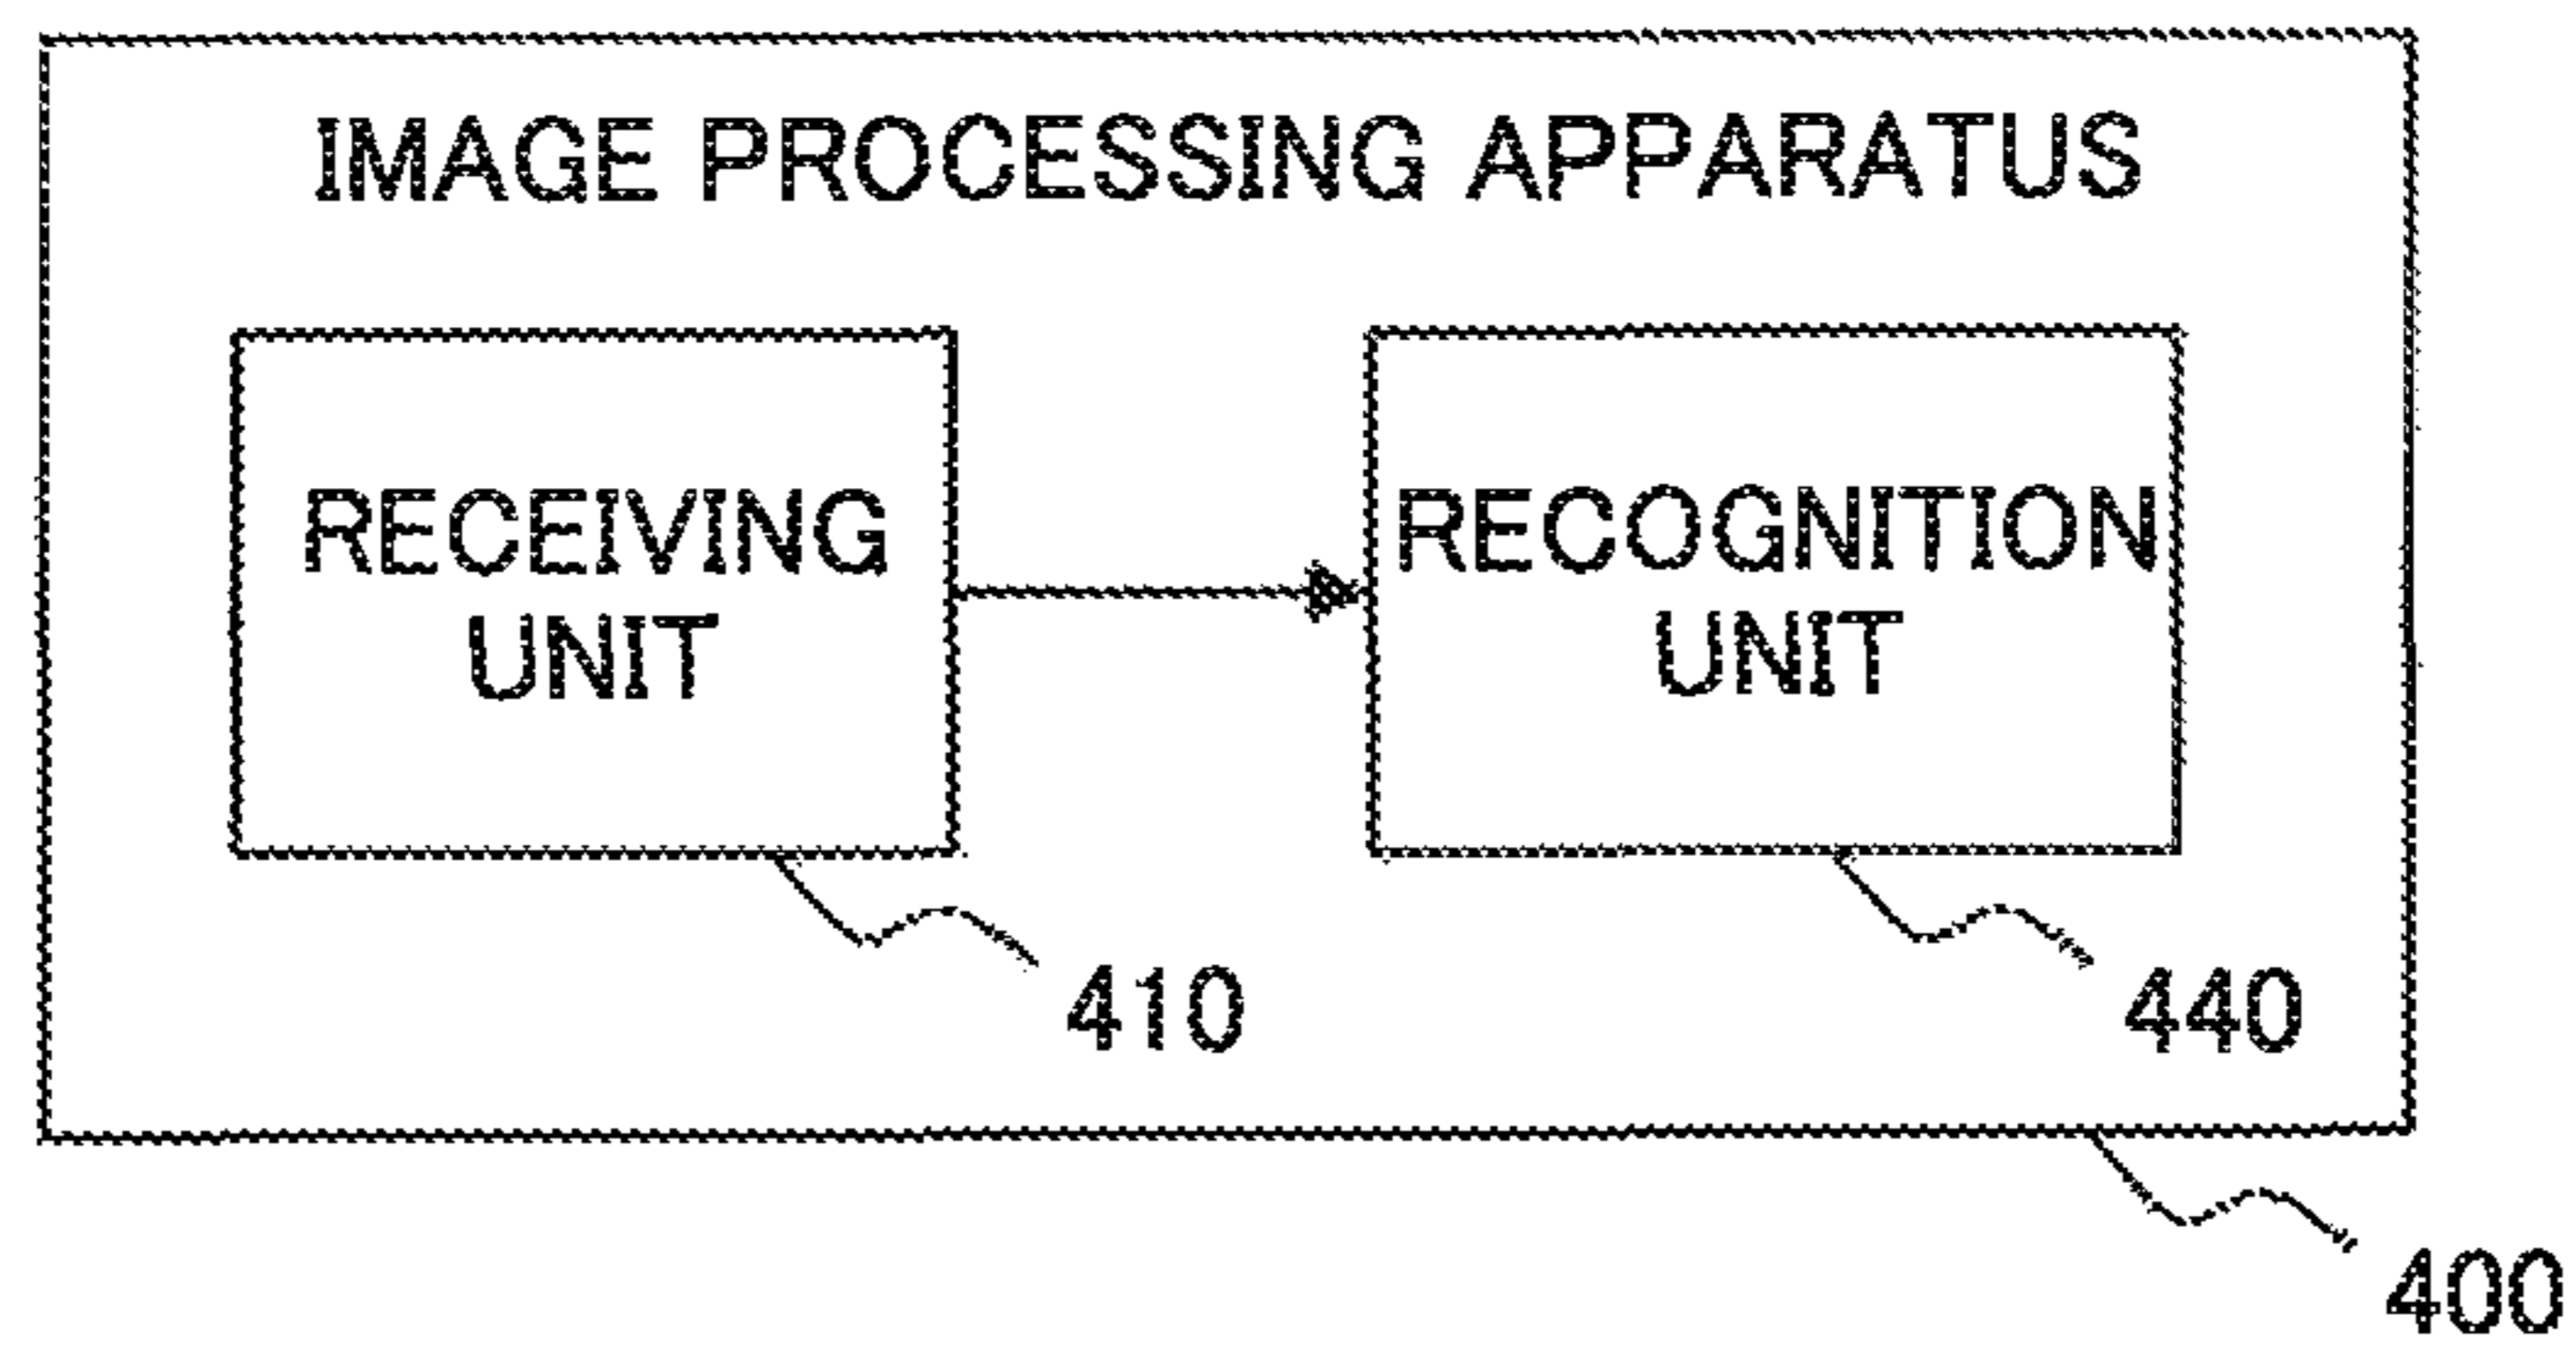 IMAGE PROCESSING APPARATUS
RECEIVING
UNIT
RECOGNITION
UNIT
410
440
400